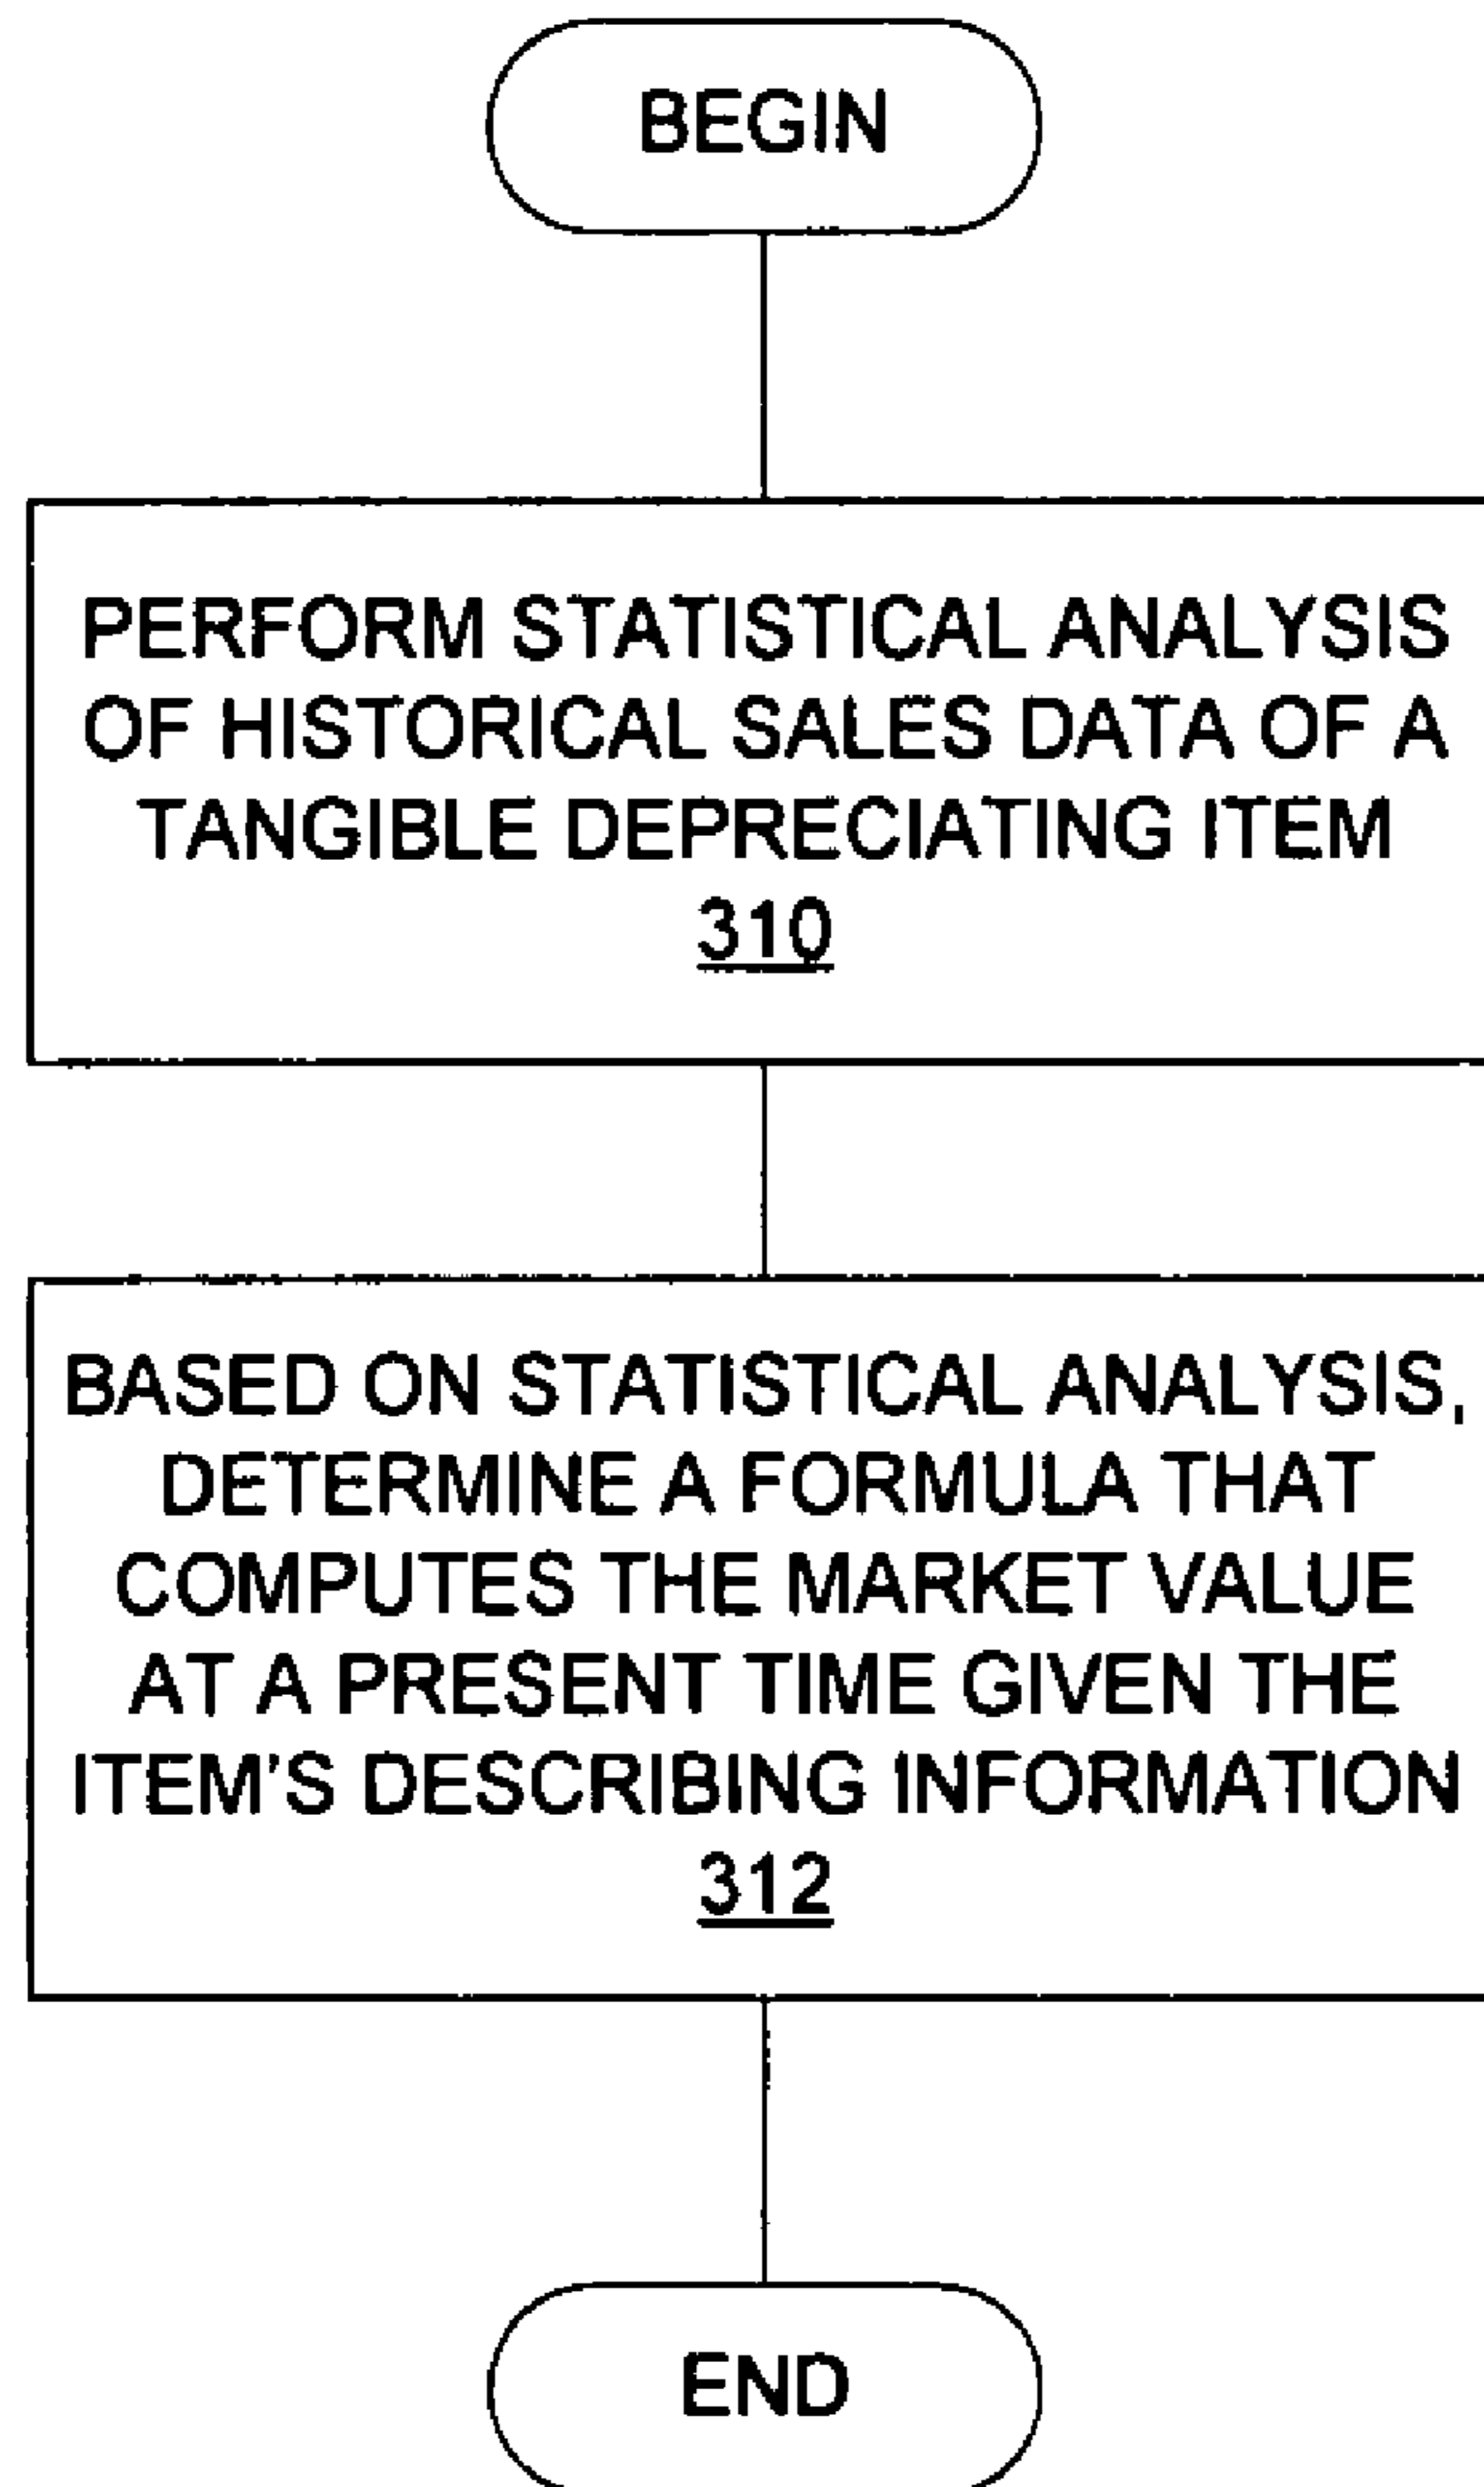 BEGIN
PERFORM STATISTICAL ANALYSIS
OF HISTORICAL SALES DATA OF A
TANGIBLE DEPRECIATING ITEM
310
BASED ON STATISTICAL ANALYSIS,
DETERMINE A FORMULA THAT
COMPUTES THE MARKET VALUE
AT A PRESENT TIME GIVEN THE
ITEM'S DESCRIBING INFORMATION
312
END